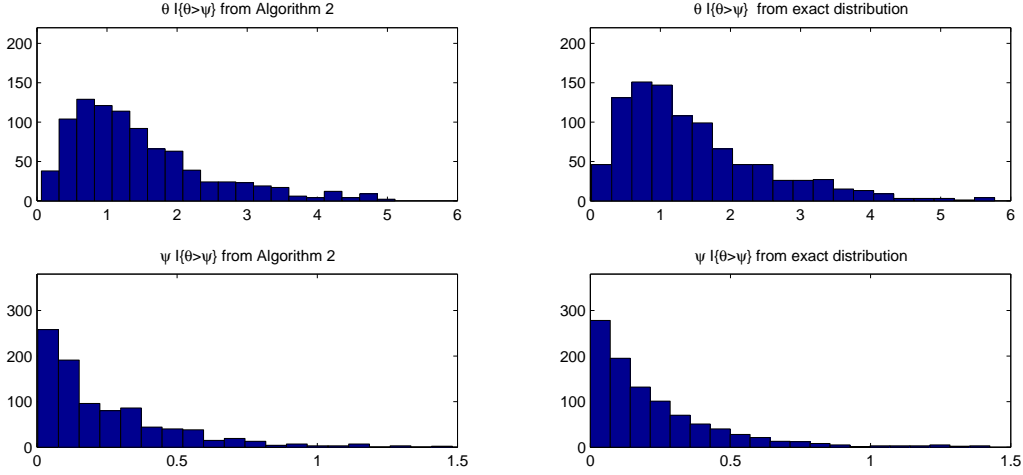 θ I{θ>ψ} from Algorithm 2
200
150
100
50
0
0 1 2 3 4 5 6
θ I{θ>ψ} from exact distribution
200
150
100
50
0
0 1 2 3 4 5 6
ψ I{θ>ψ} from Algorithm 2
300
200
100
0
0 0.5 1 1.5
ψ I{θ>ψ} from exact distribution
300
200
100
0
0 0.5 1 1.5